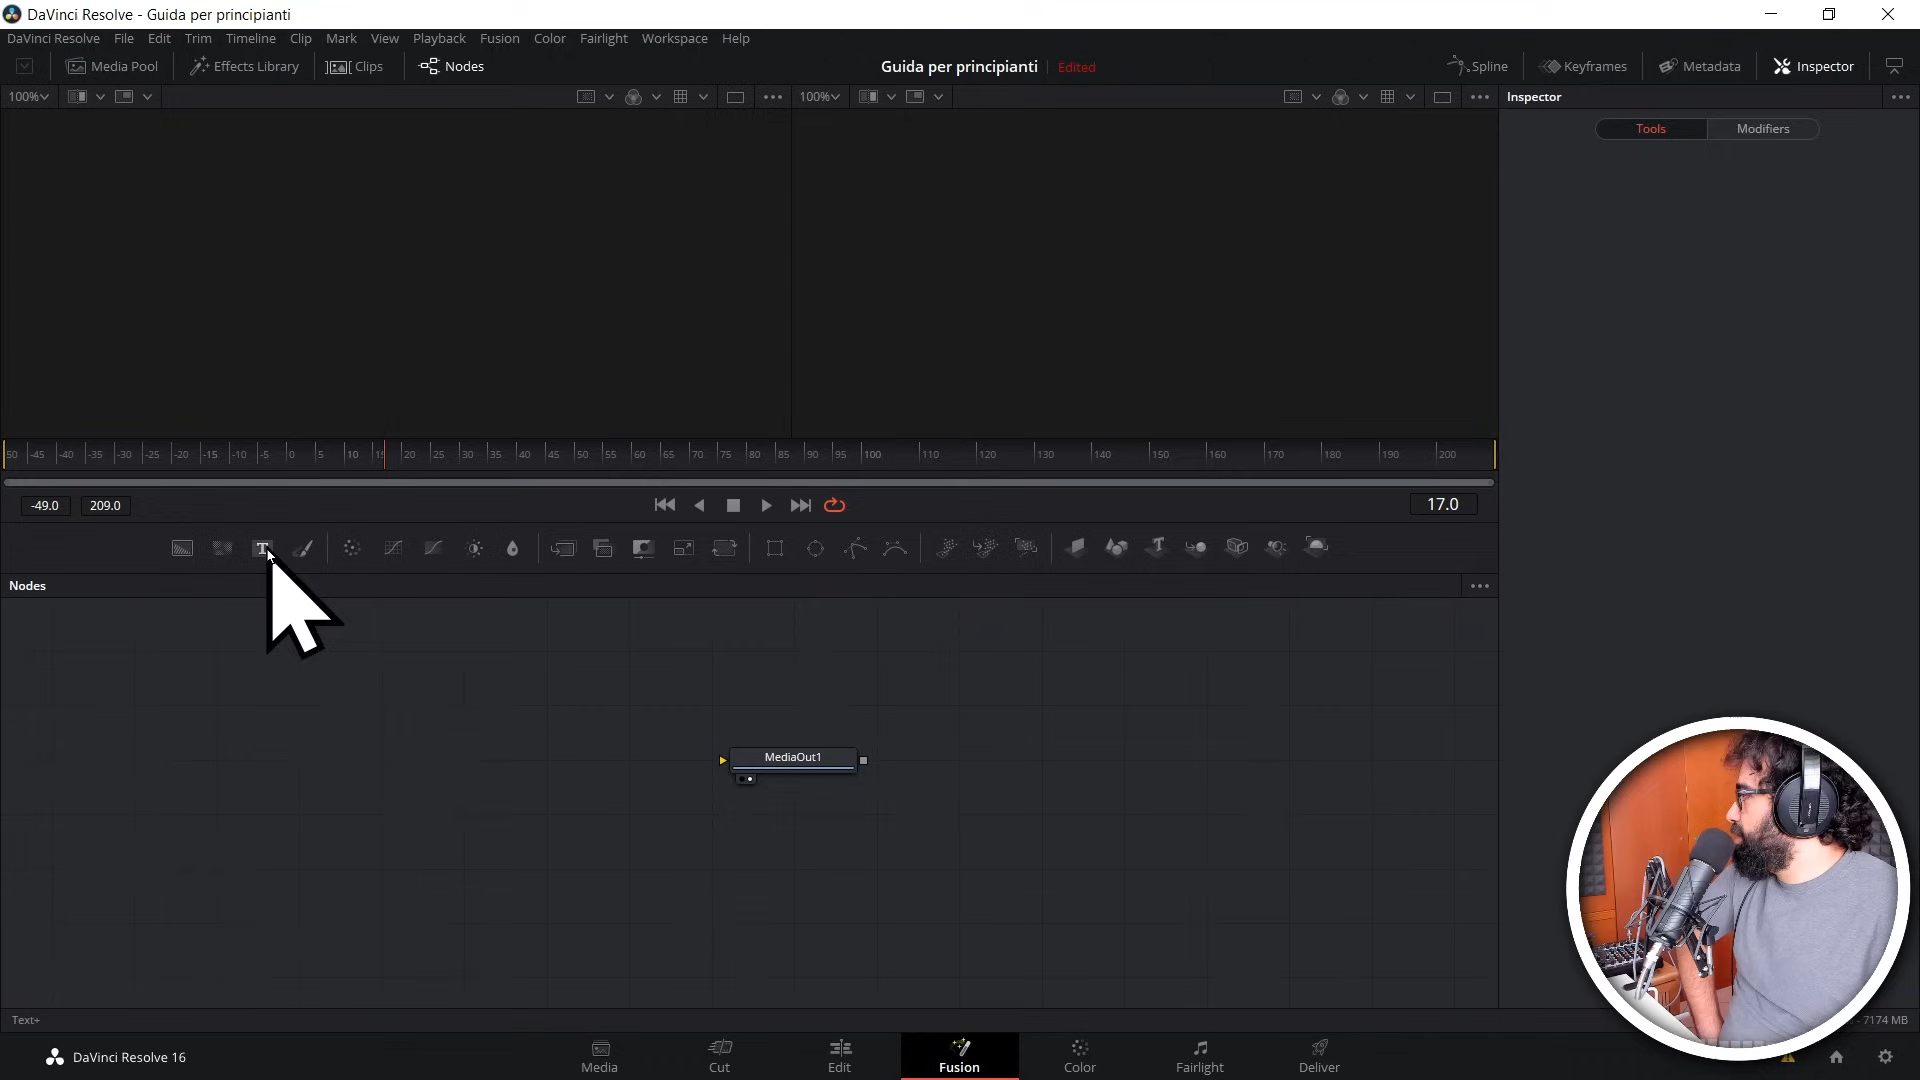 DaVinci Resolve - Guida per principianti
DaVinci Resolve File Edit Trim Timeline Clip Mark View Playback Fusion Color Fairlight Workspace Help
Media Pool Effects Library Clips Nodes Guida per principianti Edited Spline Keyframes Metadata Inspector
100% 100% Inspector
Tools Modifiers
50 -45 -40 -35 -30 -25 -20 -15 -10 -5 0 5 10 15 20 25 30 35 40 45 50 55 60 65 70 75 80 85 90 95 100 110 120 130 140 150 160 170 180 190 200
-49.0 209.0 17.0
T
Nodes
MediaOut1
Text+ - 7174 MB
DaVinci Resolve 16 Media Cut Edit Fusion Color Fairlight Deliver